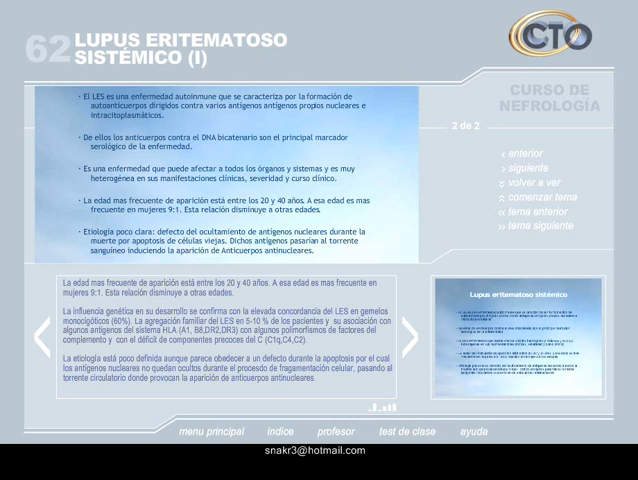 62 LUPUS ERITEMATOSO
SISTÉMICO (I)
CTO
CURSO DE
NEFROLOGÍA
2 de 2
‹ anterior
› siguiente
volver a ver
comenzar tema
‹‹ tema anterior
›› tema siguiente
· El LES es una enfermedad autoinmune que se caracteriza por la formación de
autoanticuerpos dirigidos contra varios antígenos antígenos propios nucleares e
intracitoplasmáticos.
· De ellos los anticuerpos contra el DNA bicatenario son el principal marcador
serológico de la enfermedad.
· Es una enfermedad que puede afectar a todos los órganos y sistemas y es muy
heterogénea en sus manifestaciones clínicas, severidad y curso clínico.
· La edad mas frecuente de aparición está entre los 20 y 40 años. A esa edad es mas
frecuente en mujeres 9:1. Esta relación disminuye a otras edades.
· Etiología poco clara: defecto del ocultamiento de antígenos nucleares durante la
muerte por apoptosis de células viejas. Dichos antígenos pasarían al torrente
sanguíneo induciendo la aparición de Anticuerpos antinucleares.
La edad mas frecuente de aparición está entre los 20 y 40 años. A esa edad es mas frecuente en
mujeres 9:1. Esta relación disminuye a otras edades.
La influencia genética en su desarrollo se confirma con la elevada concordancia del LES en gemelos
monocigóticos (60%). La agregación familiar del LES en 5-10 % de los pacientes y su asociación con
algunos antígenos del sistema HLA (A1, B8,DR2,DR3) con algunos polimorfismos de factores del
complemento y con el déficit de componentes precoces del C (C1q,C4,C2).
La etiología está poco definida aunque parece obedecer a un defecto durante la apoptosis por el cual
los antígenos nucleares no quedan ocultos durante el procesdo de fragmentación celular, pasando al
torrente circulatorio donde provocan la aparición de anticuerpos antinucleares.
Lupus eritematoso sistémico
menu principal índice profesor test de clase ayuda
snakr3@hotmail.com